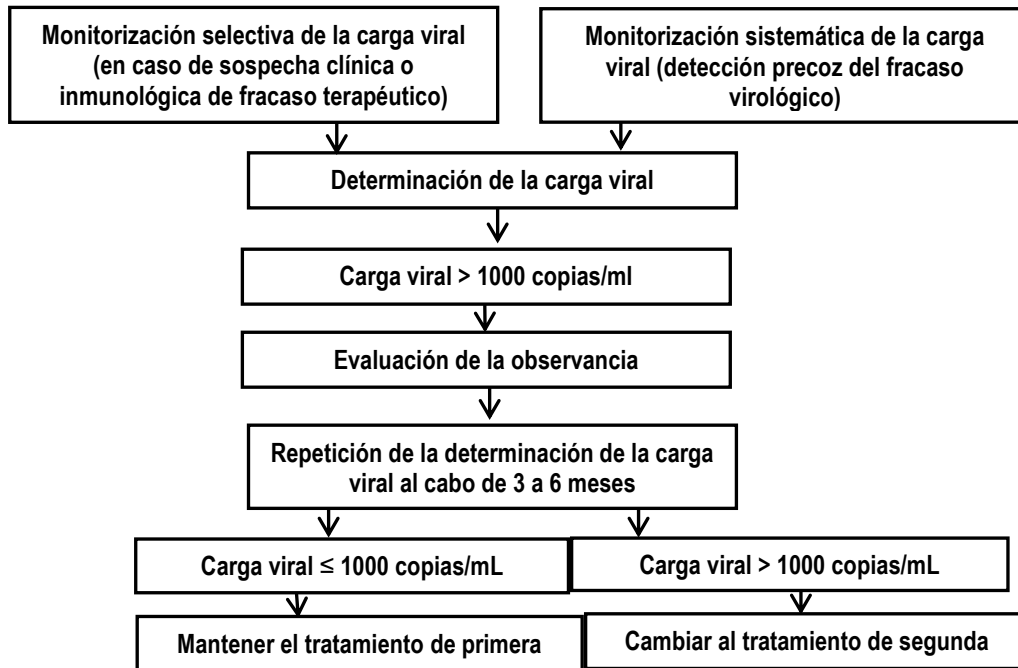 Monitorización selectiva de la carga viral
(en caso de sospecha clínica o
inmunológica de fracaso terapéutico)
Monitorización sistemática de la carga
viral (detección precoz del fracaso
virológico)
Determinación de la carga viral
Carga viral > 1000 copias/ml
Evaluación de la observancia
Repetición de la determinación de la carga
viral al cabo de 3 a 6 meses
Carga viral ≤ 1000 copias/mL
Carga viral > 1000 copias/mL
Mantener el tratamiento de primera
Cambiar al tratamiento de segunda